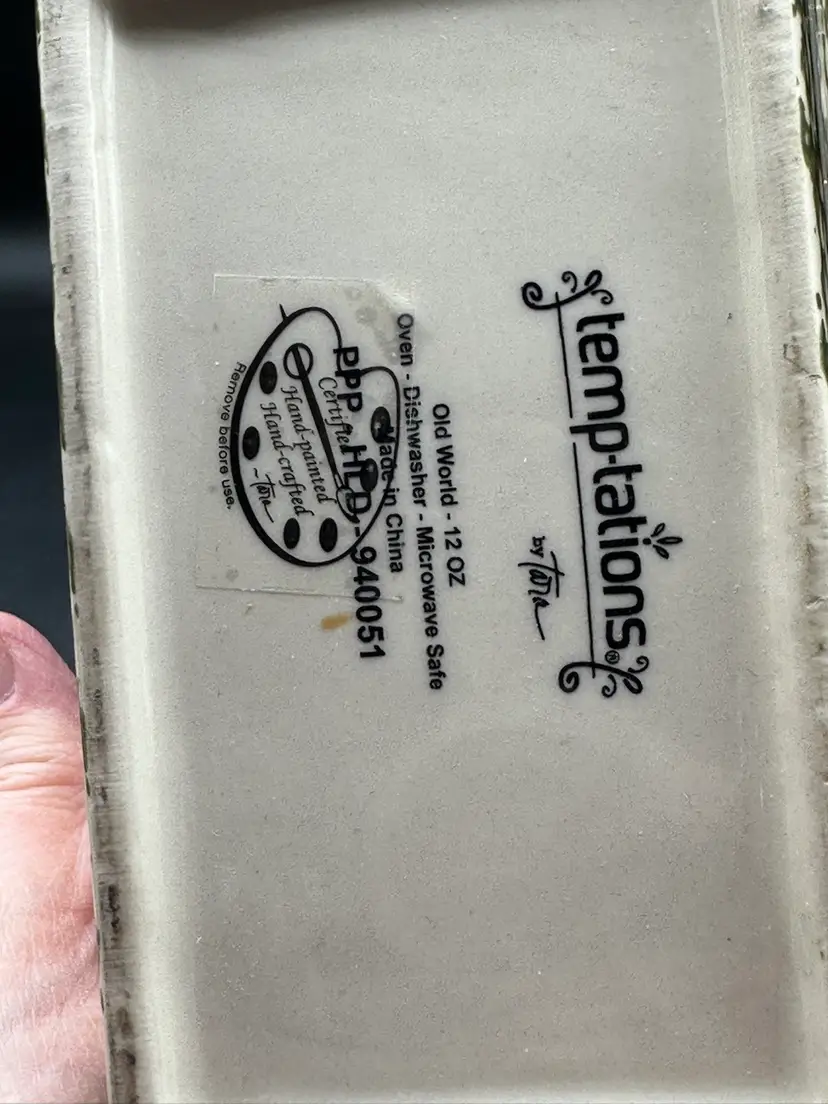 temp-tations®
by Tara
Old World - 12 OZ
Oven - Dishwasher - Microwave Safe
Made in China
PPP HLD,-940051
Certified
Hand-painted
Hand-crafted
~Tara
Remove before use.